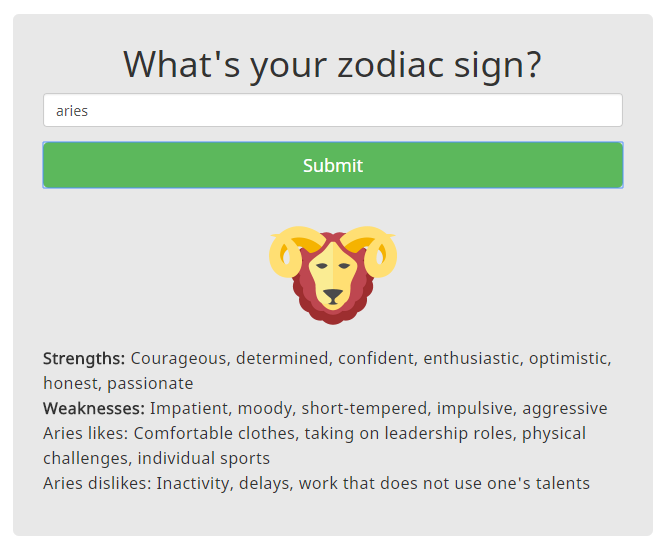 What's your zodiac sign?
aries
Submit
Strengths: Courageous, determined, confident, enthusiastic, optimistic,
honest, passionate
Weaknesses: Impatient, moody, short-tempered, impulsive, aggressive
Aries likes: Comfortable clothes, taking on leadership roles, physical
challenges, individual sports
Aries dislikes: Inactivity, delays, work that does not use one's talents